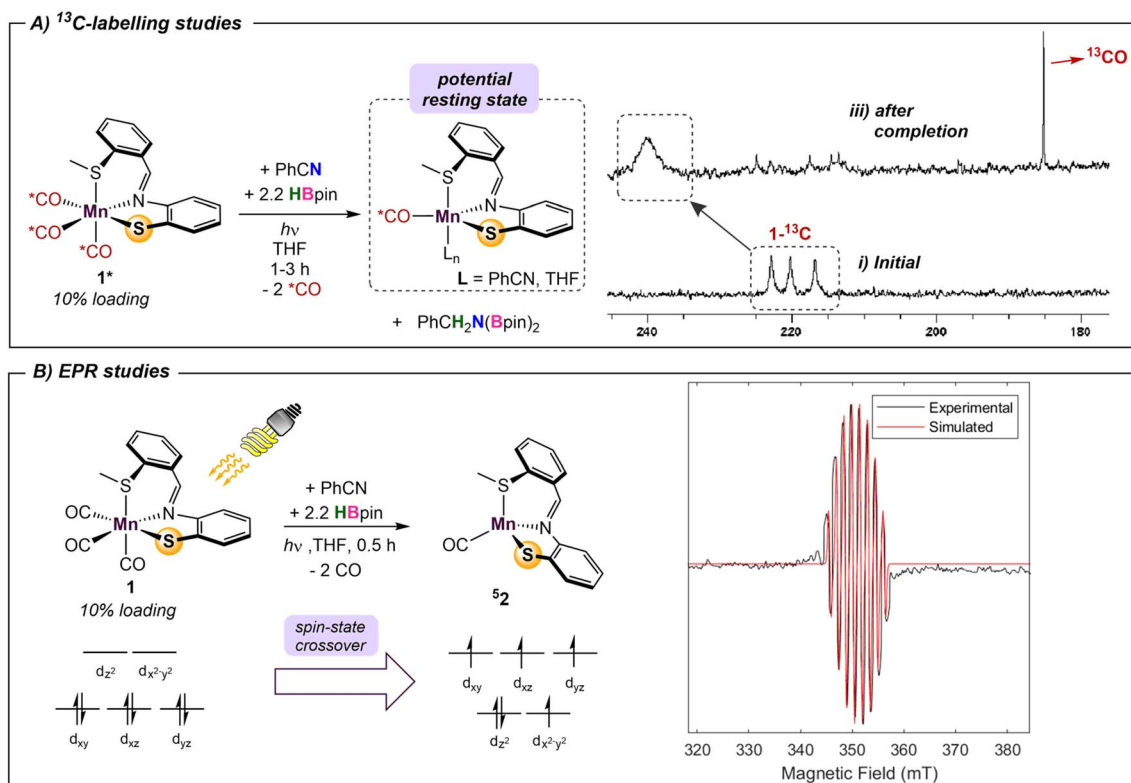 A) ¹³C-labelling studies
S
N
*CO
*CO
*CO
Mn
S
1*
10% loading
+ PhCN
+ 2.2 HBpin
hν
THF
1-3 h
- 2 *CO
potential
resting state
S
N
*CO
Mn
S
Lₙ
L = PhCN, THF
+ PhCH₂N(Bpin)₂
¹³CO
iii) after
completion
1-¹³C
i) Initial
240 220 200 180
B) EPR studies
S
N
OC
OC
Mn
S
CO
1
10% loading
+ PhCN
+ 2.2 HBpin
hν ,THF, 0.5 h
- 2 CO
S
Mn
N
OC
S
⁵2
spin-state
crossover
d_z² d_x²-y²
d_xy d_xz d_yz
d_xy d_xz d_yz
d_z² d_x²-y²
Experimental
Simulated
320 330 340 350 360 370 380
Magnetic Field (mT)